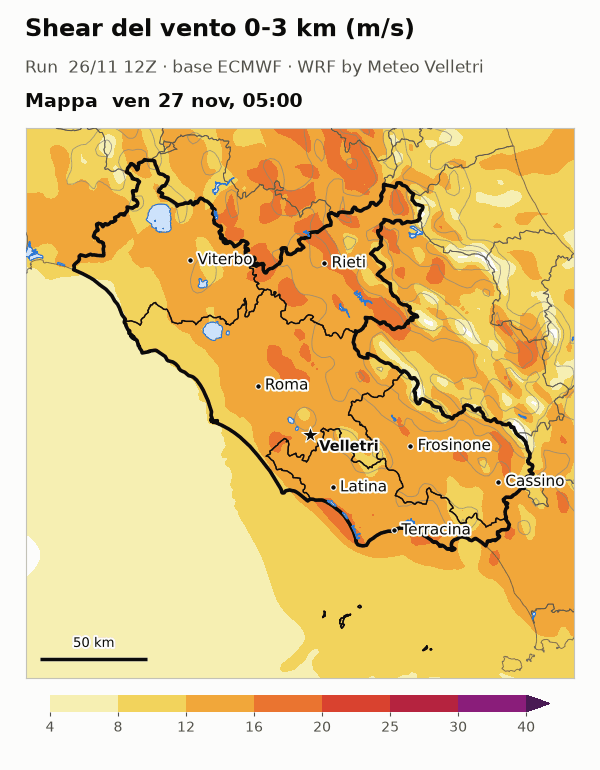 Shear del vento 0-3 km (m/s)
Run  26/11 12Z · base ECMWF · WRF by Meteo Velletri
Mappa  ven 27 nov, 05:00
Viterbo
Rieti
Roma
Velletri
Frosinone
Cassino
Latina
Terracina
50 km
4 8 12 16 20 25 30 40